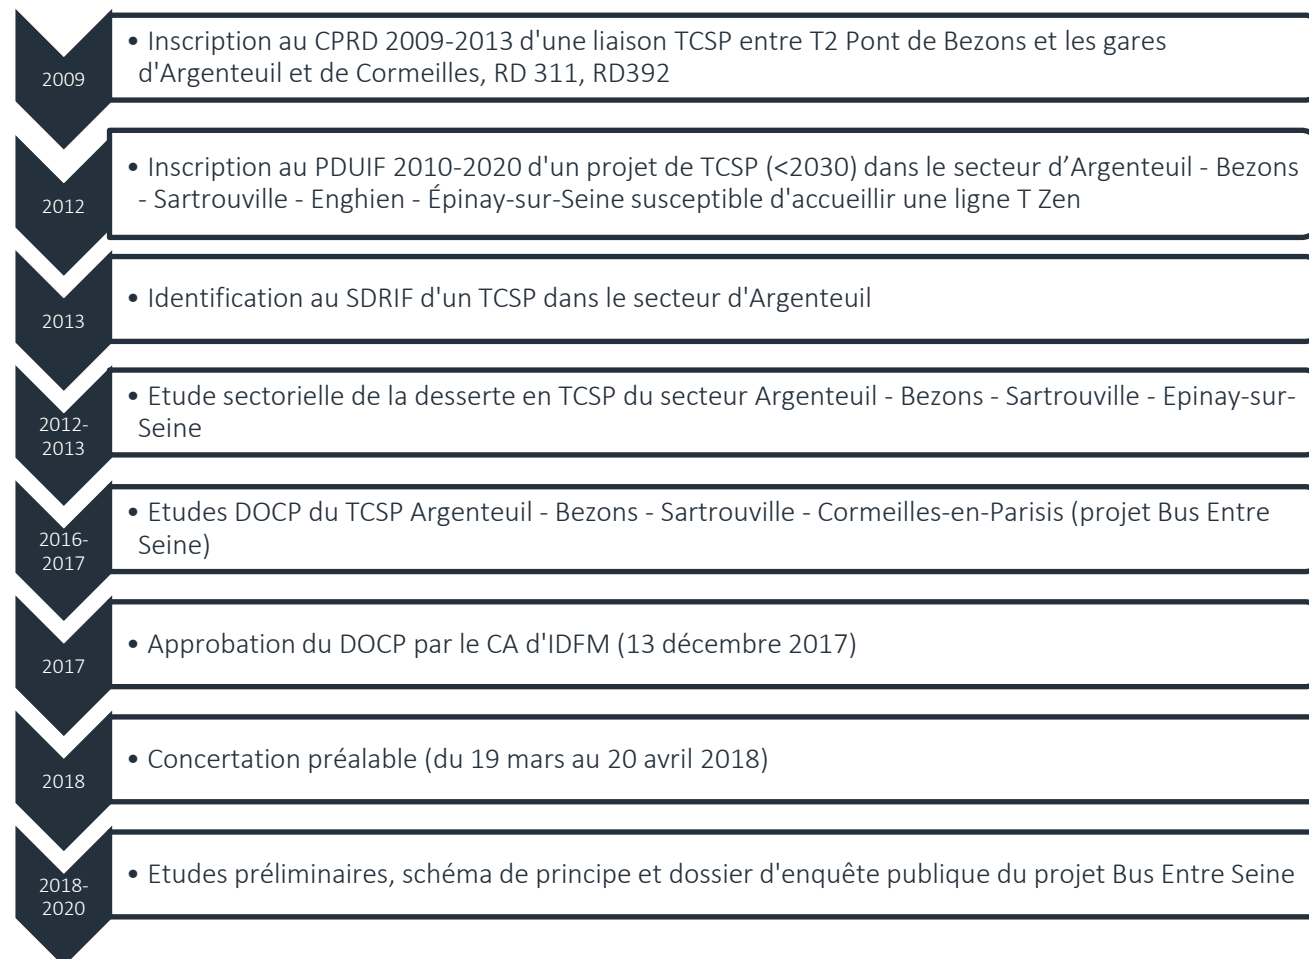 2009
• Inscription au CPRD 2009-2013 d'une liaison TCSP entre T2 Pont de Bezons et les gares
d'Argenteuil et de Cormeilles, RD 311, RD392
2012
• Inscription au PDUIF 2010-2020 d'un projet de TCSP (<2030) dans le secteur d’Argenteuil - Bezons
- Sartrouville - Enghien - Épinay-sur-Seine susceptible d'accueillir une ligne T Zen
2013
• Identification au SDRIF d'un TCSP dans le secteur d'Argenteuil
2012-
2013
• Etude sectorielle de la desserte en TCSP du secteur Argenteuil - Bezons - Sartrouville - Epinay-sur-
Seine
2016-
2017
• Etudes DOCP du TCSP Argenteuil - Bezons - Sartrouville - Cormeilles-en-Parisis (projet Bus Entre
Seine)
2017
• Approbation du DOCP par le CA d'IDFM (13 décembre 2017)
2018
• Concertation préalable (du 19 mars au 20 avril 2018)
2018-
2020
• Etudes préliminaires, schéma de principe et dossier d'enquête publique du projet Bus Entre Seine